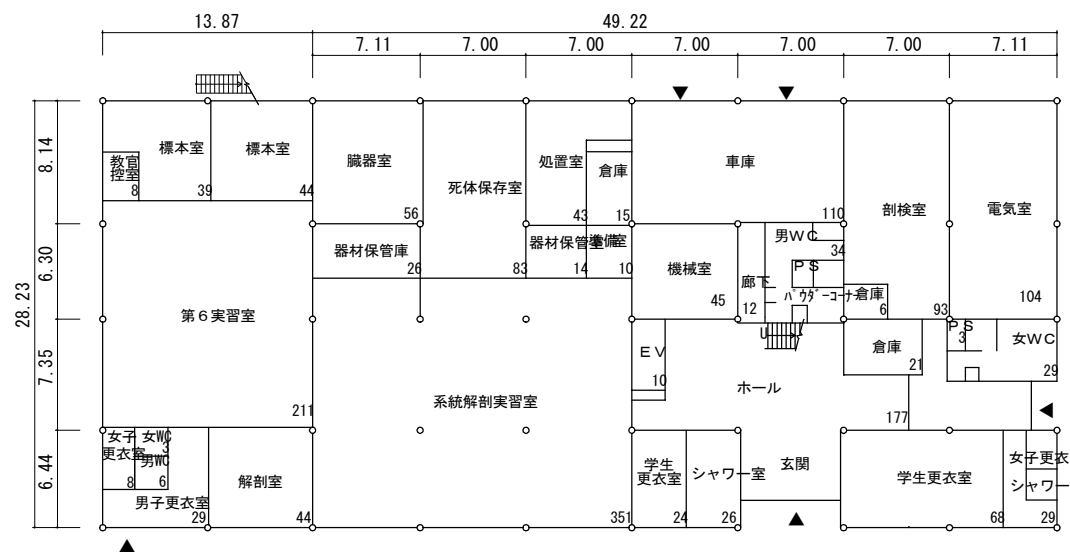 13.87
49.22
7.11
7.00
7.00
7.00
7.00
7.00
7.11
28.23
8.14
6.30
7.35
6.44
教官
控室
8
標本室
39
標本室
44
臓器室
56
死体保存室
83
処置室
43
倉庫
15
車庫
110
剖検室
93
電気室
104
器材保管庫
26
器材保管室
14
準備室
10
機械室
45
廊下
12
男WC
34
PS
パウダーコーナー
倉庫
6
第6実習室
211
系統解剖実習室
351
EV
10
U
ホール
177
倉庫
21
PS
3
女WC
29
女子
更衣室
8
女WC
3
男WC
6
男子更衣室
29
解剖室
44
学生
更衣室
24
シャワー室
26
玄関
学生更衣室
68
女子更衣
シャワー
29